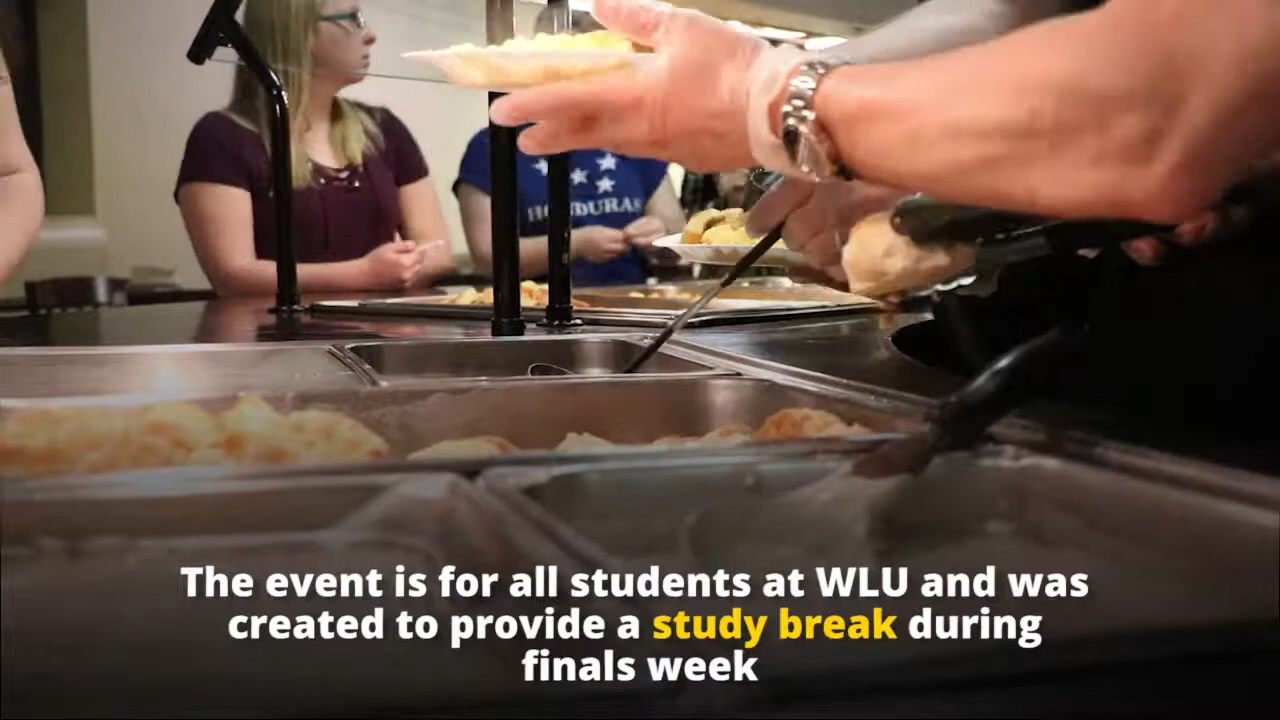 HONDURAS
The event is for all students at WLU and was
created to provide a study break during
finals week